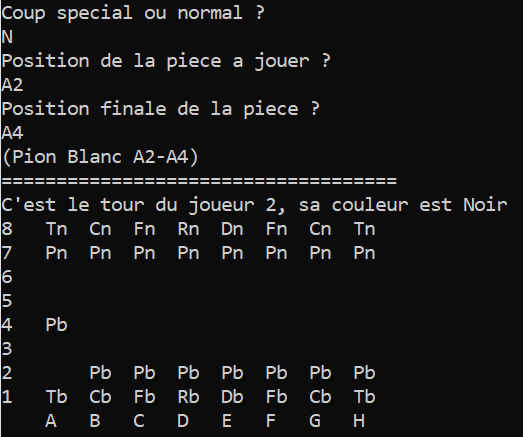 Coup special ou normal ?
N
Position de la piece a jouer ?
A2
Position finale de la piece ?
A4
(Pion Blanc A2-A4)
====================================
C'est le tour du joueur 2, sa couleur est Noir
8   Tn  Cn  Fn  Rn  Dn  Fn  Cn  Tn
7   Pn  Pn  Pn  Pn  Pn  Pn  Pn  Pn
6
5
4   Pb
3
2       Pb  Pb  Pb  Pb  Pb  Pb  Pb
1   Tb  Cb  Fb  Rb  Db  Fb  Cb  Tb
    A   B   C   D   E   F   G   H